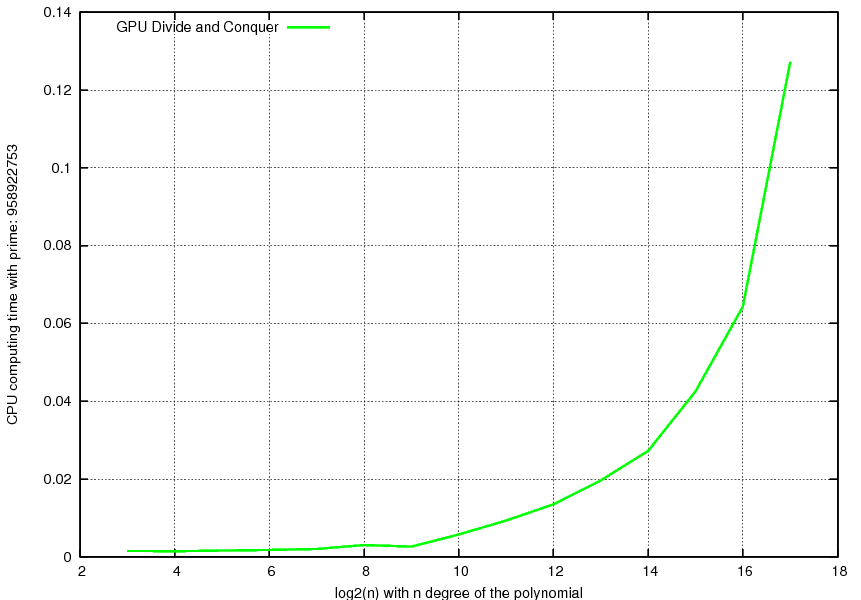 0.14
GPU Divide and Conquer
0.12
0.1
0.08
0.06
0.04
0.02
0
CPU computing time with prime: 958922753
2 4 6 8 10 12 14 16 18
log2(n) with n degree of the polynomial